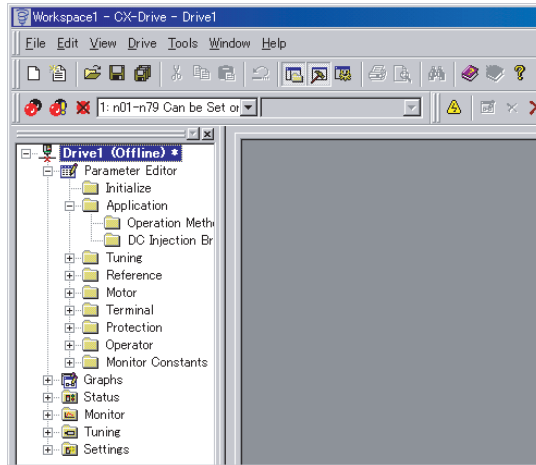 Workspace1 - CX-Drive - Drive1
File Edit View Drive Tools Window Help
1: n01-n79 Can be Set or
Drive1 (Offline) *
Parameter Editor
Initialize
Application
Operation Meth
DC Injection Br
Tuning
Reference
Motor
Terminal
Protection
Operator
Monitor Constants
Graphs
Status
Monitor
Tuning
Settings